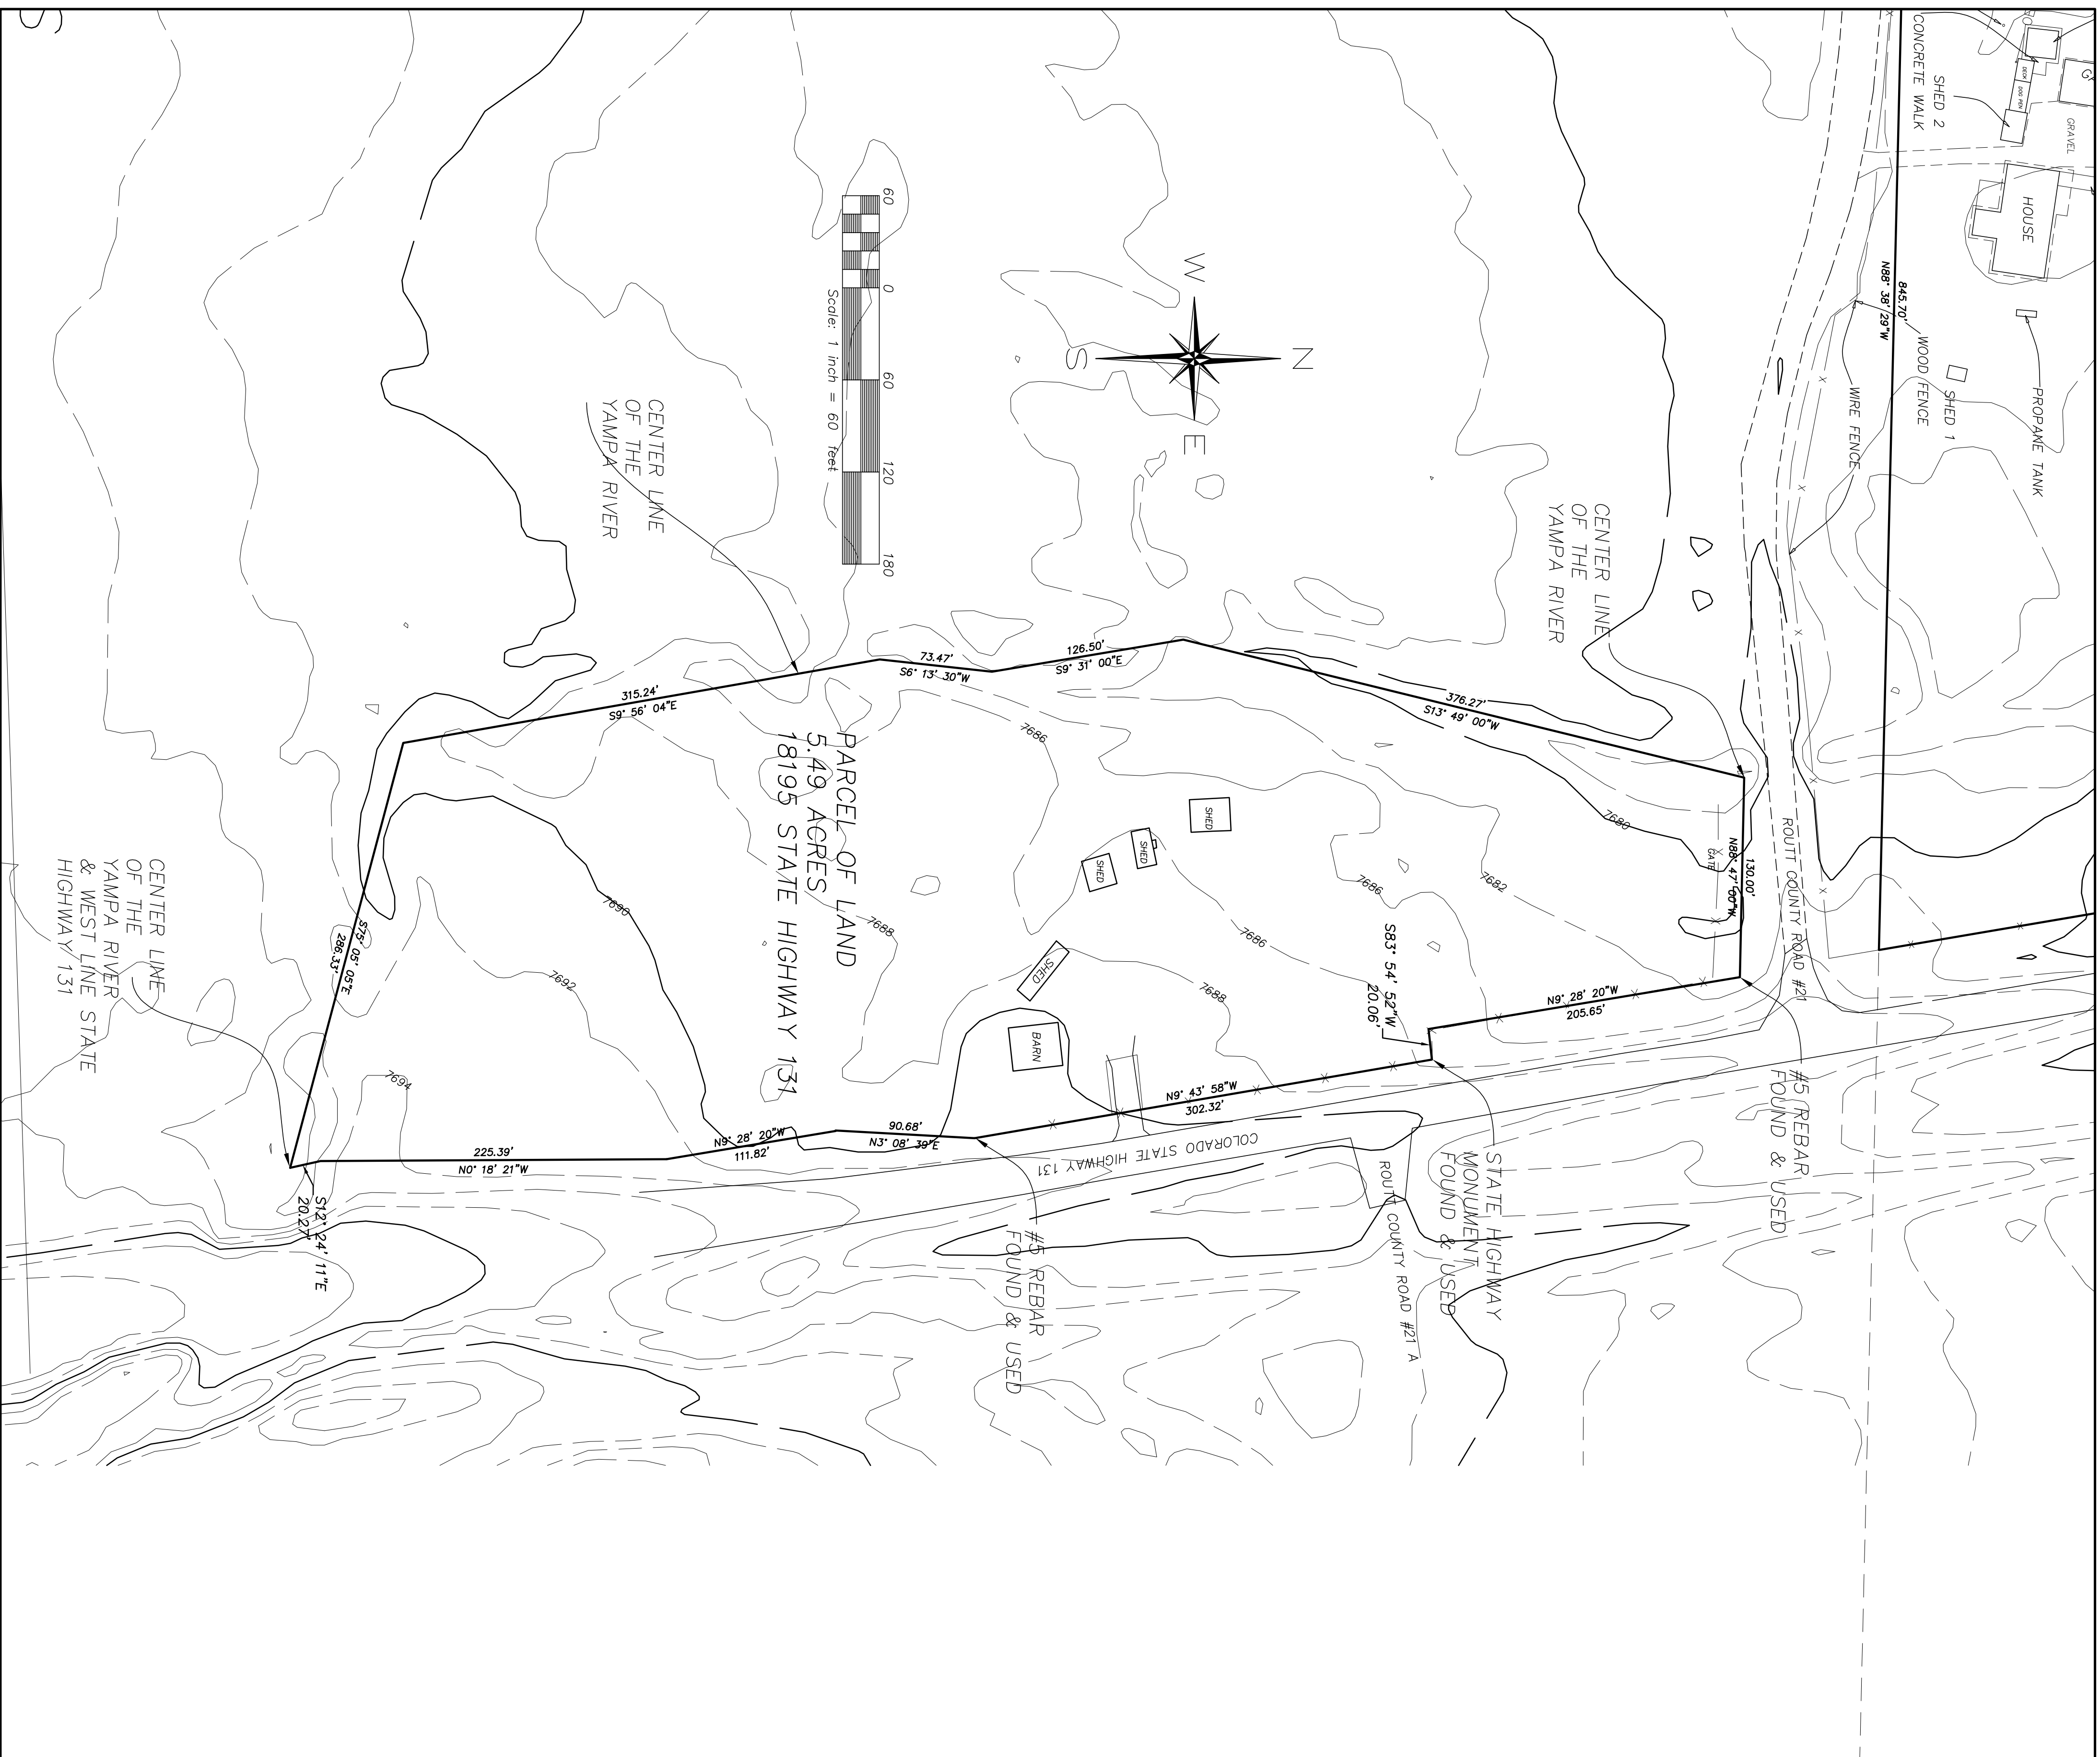 CONCRETE WALK
SHED 2
DECK
DOG PEN
GRAVEL
HOUSE
845.70'
N88° 38' 29"W
WOOD FENCE
SHED 1
WIRE FENCE
PROPANE TANK
60
0
60
120
180
Scale: 1 inch = 60 feet
N
W
E
S
CENTER LINE
OF THE
YAMPA RIVER
CENTER LINE
OF THE
YAMPA RIVER
376.27'
S13° 49' 00"W
126.50'
S9° 31' 00"E
73.47'
S6° 13' 30"W
315.24'
S9° 56' 04"E
130.00'
N88° 47' 00"W
GATE
ROUTT COUNTY ROAD #21
7680
7682
7686
7686
7686
7688
7688
7690
7692
7694
PARCEL OF LAND
5.49 ACRES
18195 STATE HIGHWAY 131
SHED
SHED
SHED
SHED
BARN
S83° 54' 52"W
20.06'
N9° 28' 20"W
205.65'
N9° 43' 58"W
302.32'
90.68'
N3° 08' 39"E
N9° 28' 20"W
111.82'
225.39'
N0° 18' 21"W
S75° 05' 05"E
286.33'
S12° 24' 11"E
20.27'
CENTER LINE
OF THE
YAMPA RIVER
& WEST LINE STATE
HIGHWAY 131
COLORADO STATE HIGHWAY 131
ROUTT COUNTY ROAD #21 A
#5 REBAR
FOUND & USED
STATE HIGHWAY
MONUMENT
FOUND & USED
#5 REBAR
FOUND & USED